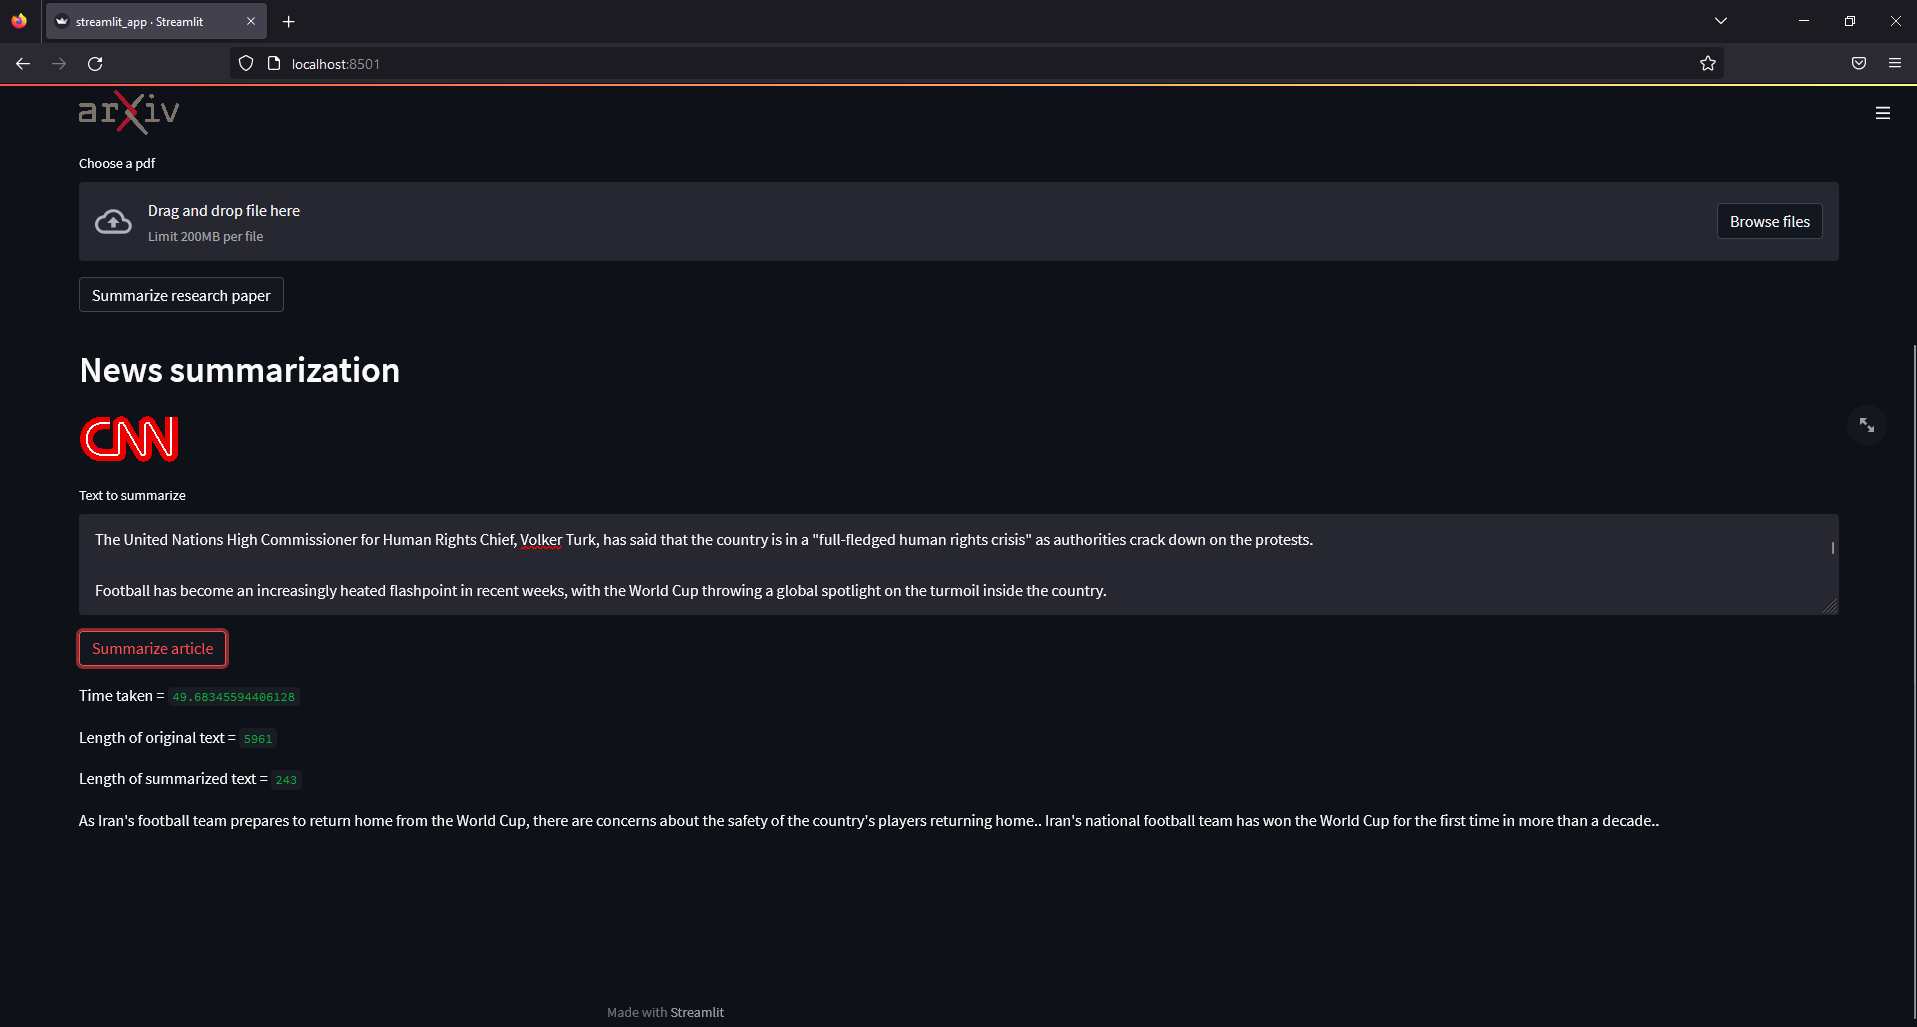 streamlit_app · Streamlit
localhost:8501
arXiv
Choose a pdf
Drag and drop file here
Limit 200MB per file
Browse files
Summarize research paper
News summarization
CNN
Text to summarize
The United Nations High Commissioner for Human Rights Chief, Volker Turk, has said that the country is in a "full-fledged human rights crisis" as authorities crack down on the protests.
Football has become an increasingly heated flashpoint in recent weeks, with the World Cup throwing a global spotlight on the turmoil inside the country.
Summarize article
Time taken = 49.68345594406128
Length of original text = 5961
Length of summarized text = 243
As Iran's football team prepares to return home from the World Cup, there are concerns about the safety of the country's players returning home.. Iran's national football team has won the World Cup for the first time in more than a decade..
Made with Streamlit